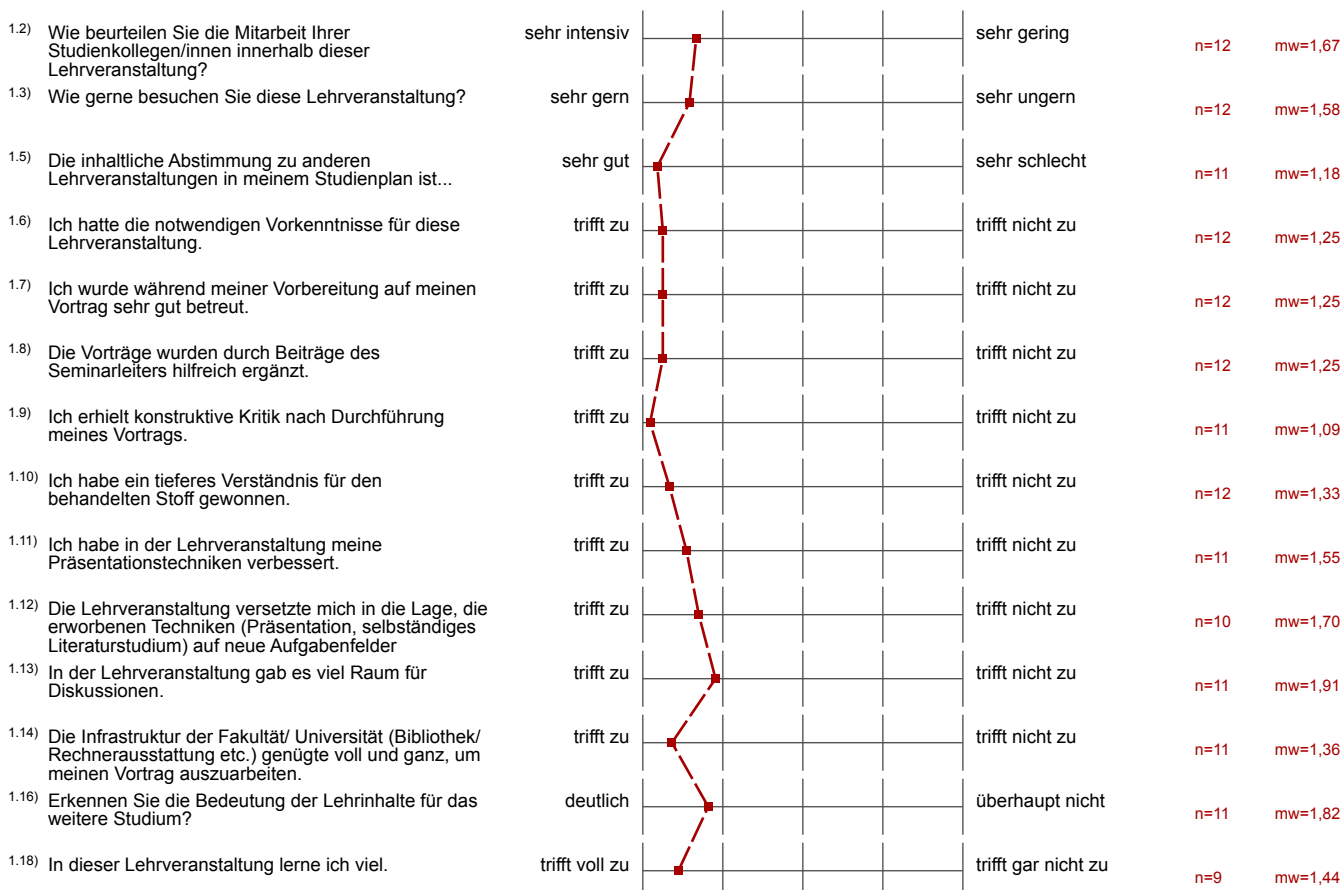 1.2) Wie beurteilen Sie die Mitarbeit Ihrer
Studienkollegen/innen innerhalb dieser
Lehrveranstaltung?
sehr intensiv sehr gering n=12 mw=1,67
1.3) Wie gerne besuchen Sie diese Lehrveranstaltung? sehr gern sehr ungern n=12 mw=1,58
1.5) Die inhaltliche Abstimmung zu anderen
Lehrveranstaltungen in meinem Studienplan ist...
sehr gut sehr schlecht n=11 mw=1,18
1.6) Ich hatte die notwendigen Vorkenntnisse für diese
Lehrveranstaltung.
trifft zu trifft nicht zu n=12 mw=1,25
1.7) Ich wurde während meiner Vorbereitung auf meinen
Vortrag sehr gut betreut.
trifft zu trifft nicht zu n=12 mw=1,25
1.8) Die Vorträge wurden durch Beiträge des
Seminarleiters hilfreich ergänzt.
trifft zu trifft nicht zu n=12 mw=1,25
1.9) Ich erhielt konstruktive Kritik nach Durchführung
meines Vortrags.
trifft zu trifft nicht zu n=11 mw=1,09
1.10) Ich habe ein tieferes Verständnis für den
behandelten Stoff gewonnen.
trifft zu trifft nicht zu n=12 mw=1,33
1.11) Ich habe in der Lehrveranstaltung meine
Präsentationstechniken verbessert.
trifft zu trifft nicht zu n=11 mw=1,55
1.12) Die Lehrveranstaltung versetzte mich in die Lage, die
erworbenen Techniken (Präsentation, selbständiges
Literaturstudium) auf neue Aufgabenfelder
trifft zu trifft nicht zu n=10 mw=1,70
1.13) In der Lehrveranstaltung gab es viel Raum für
Diskussionen.
trifft zu trifft nicht zu n=11 mw=1,91
1.14) Die Infrastruktur der Fakultät/ Universität (Bibliothek/
Rechnerausstattung etc.) genügte voll und ganz, um
meinen Vortrag auszuarbeiten.
trifft zu trifft nicht zu n=11 mw=1,36
1.16) Erkennen Sie die Bedeutung der Lehrinhalte für das
weitere Studium?
deutlich überhaupt nicht n=11 mw=1,82
1.18) In dieser Lehrveranstaltung lerne ich viel. trifft voll zu trifft gar nicht zu n=9 mw=1,44